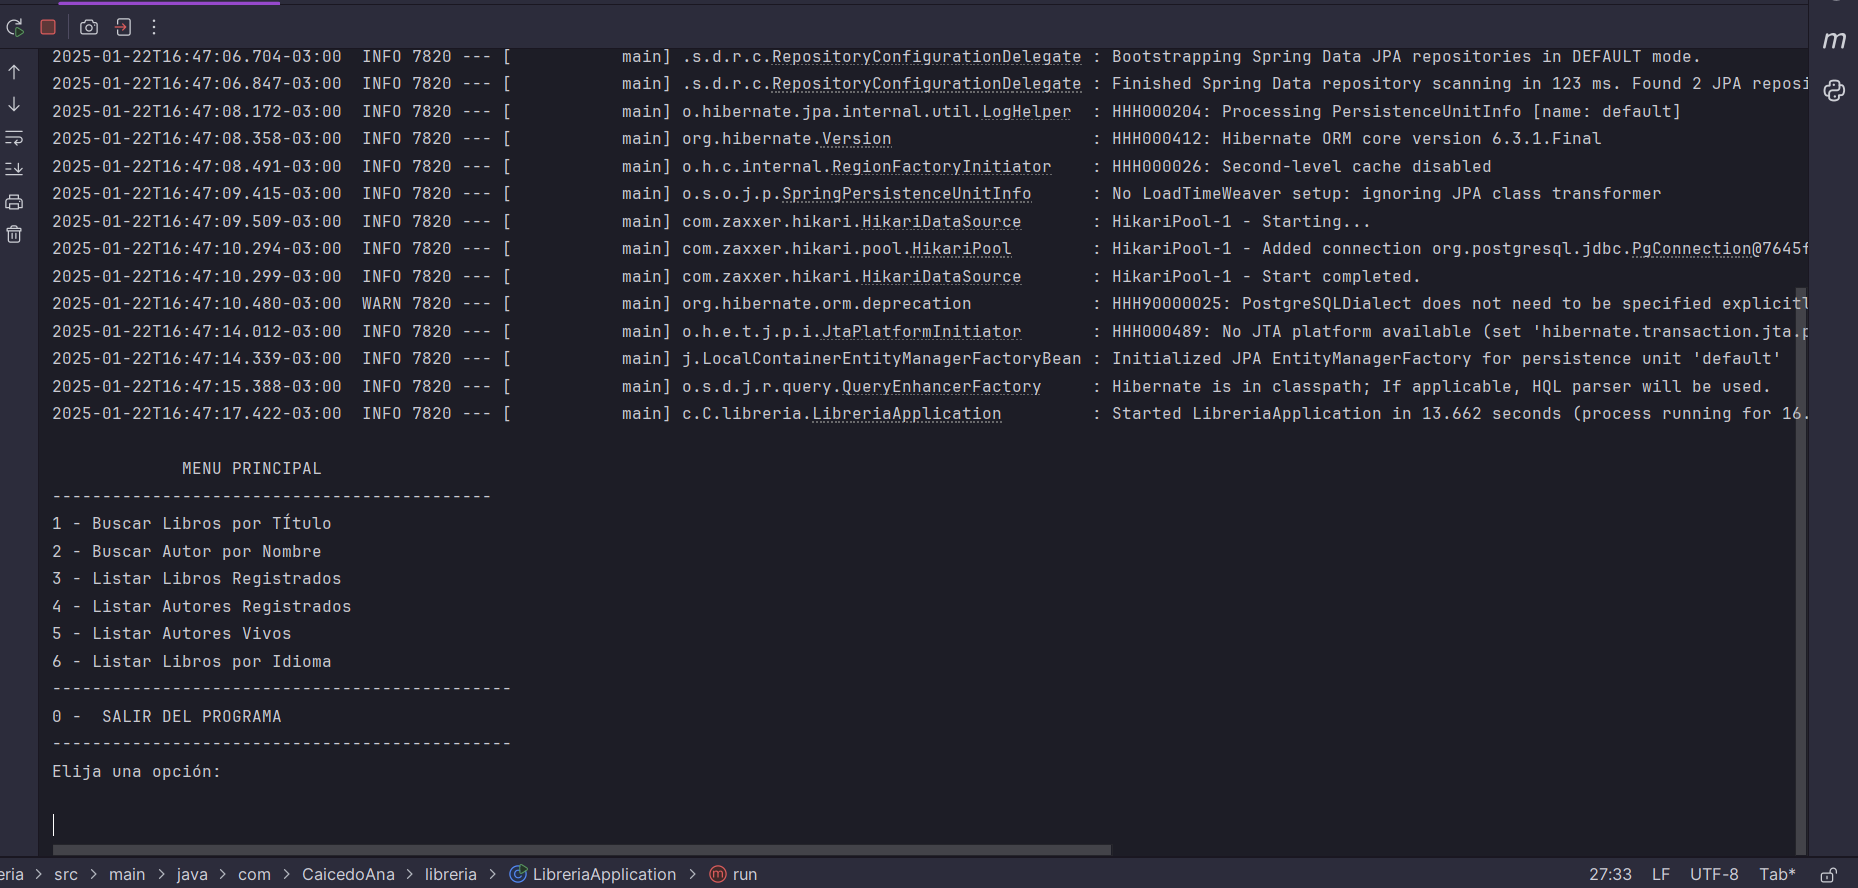 2025-01-22T16:47:06.704-03:00  INFO 7820 --- [           main] .s.d.r.c.RepositoryConfigurationDelegate : Bootstrapping Spring Data JPA repositories in DEFAULT mode.
2025-01-22T16:47:06.847-03:00  INFO 7820 --- [           main] .s.d.r.c.RepositoryConfigurationDelegate : Finished Spring Data repository scanning in 123 ms. Found 2 JPA reposi
2025-01-22T16:47:08.172-03:00  INFO 7820 --- [           main] o.hibernate.jpa.internal.util.LogHelper  : HHH000204: Processing PersistenceUnitInfo [name: default]
2025-01-22T16:47:08.358-03:00  INFO 7820 --- [           main] org.hibernate.Version                    : HHH000412: Hibernate ORM core version 6.3.1.Final
2025-01-22T16:47:08.491-03:00  INFO 7820 --- [           main] o.h.c.internal.RegionFactoryInitiator    : HHH000026: Second-level cache disabled
2025-01-22T16:47:09.415-03:00  INFO 7820 --- [           main] o.s.o.j.p.SpringPersistenceUnitInfo      : No LoadTimeWeaver setup: ignoring JPA class transformer
2025-01-22T16:47:09.509-03:00  INFO 7820 --- [           main] com.zaxxer.hikari.HikariDataSource       : HikariPool-1 - Starting...
2025-01-22T16:47:10.294-03:00  INFO 7820 --- [           main] com.zaxxer.hikari.pool.HikariPool        : HikariPool-1 - Added connection org.postgresql.jdbc.PgConnection@7645f
2025-01-22T16:47:10.299-03:00  INFO 7820 --- [           main] com.zaxxer.hikari.HikariDataSource       : HikariPool-1 - Start completed.
2025-01-22T16:47:10.480-03:00  WARN 7820 --- [           main] org.hibernate.orm.deprecation            : HHH90000025: PostgreSQLDialect does not need to be specified explicitl
2025-01-22T16:47:14.012-03:00  INFO 7820 --- [           main] o.h.e.t.j.p.i.JtaPlatformInitiator       : HHH000489: No JTA platform available (set 'hibernate.transaction.jta.p
2025-01-22T16:47:14.339-03:00  INFO 7820 --- [           main] j.LocalContainerEntityManagerFactoryBean : Initialized JPA EntityManagerFactory for persistence unit 'default'
2025-01-22T16:47:15.388-03:00  INFO 7820 --- [           main] o.s.d.j.r.query.QueryEnhancerFactory     : Hibernate is in classpath; If applicable, HQL parser will be used.
2025-01-22T16:47:17.422-03:00  INFO 7820 --- [           main] c.C.libreria.LibreriaApplication         : Started LibreriaApplication in 13.662 seconds (process running for 16.
MENU PRINCIPAL
--------------------------------------------
1 - Buscar Libros por TÍtulo
2 - Buscar Autor por Nombre
3 - Listar Libros Registrados
4 - Listar Autores Registrados
5 - Listar Autores Vivos
6 - Listar Libros por Idioma
----------------------------------------------
0 -  SALIR DEL PROGRAMA
----------------------------------------------
Elija una opción:
eria > src > main > java > com > CaicedoAna > libreria > LibreriaApplication > m run
27:33 LF UTF-8 Tab*
m